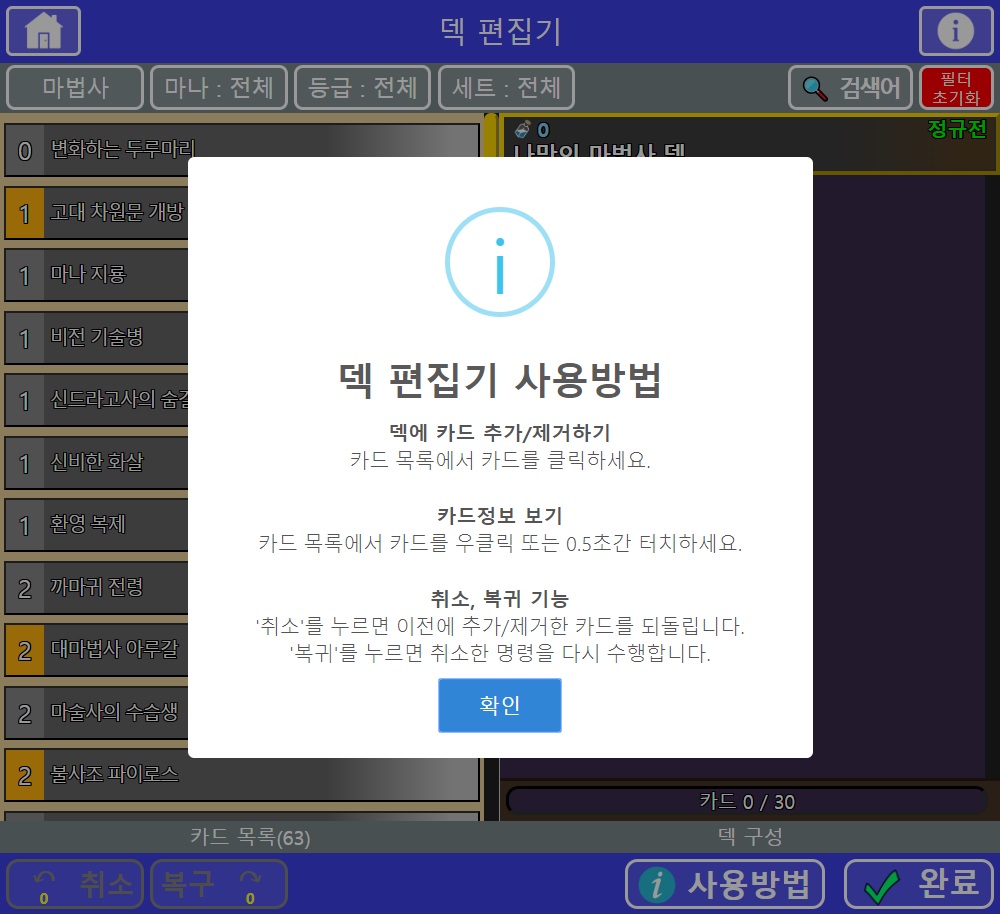 덱 편집기
마법사
마나 : 전체
등급 : 전체
세트 : 전체
검색어
필터
초기화
0 변화하는 두루마리
1 고대 차원문 개방
1 마나 지룡
1 비전 기술병
1 신드라고사의 숨결
1 신비한 화살
1 환영 복제
2 까마귀 전령
2 대마법사 아루갈
2 마술사의 수습생
2 불사조 파이로스
0
정규전
나만의 마법사 덱
덱 편집기 사용방법
덱에 카드 추가/제거하기
카드 목록에서 카드를 클릭하세요.
카드정보 보기
카드 목록에서 카드를 우클릭 또는 0.5초간 터치하세요.
취소, 복귀 기능
'취소'를 누르면 이전에 추가/제거한 카드를 되돌립니다.
'복귀'를 누르면 취소한 명령을 다시 수행합니다.
확인
카드 0 / 30
카드 목록(63)
덱 구성
0 취소
복구 0
사용방법
완료